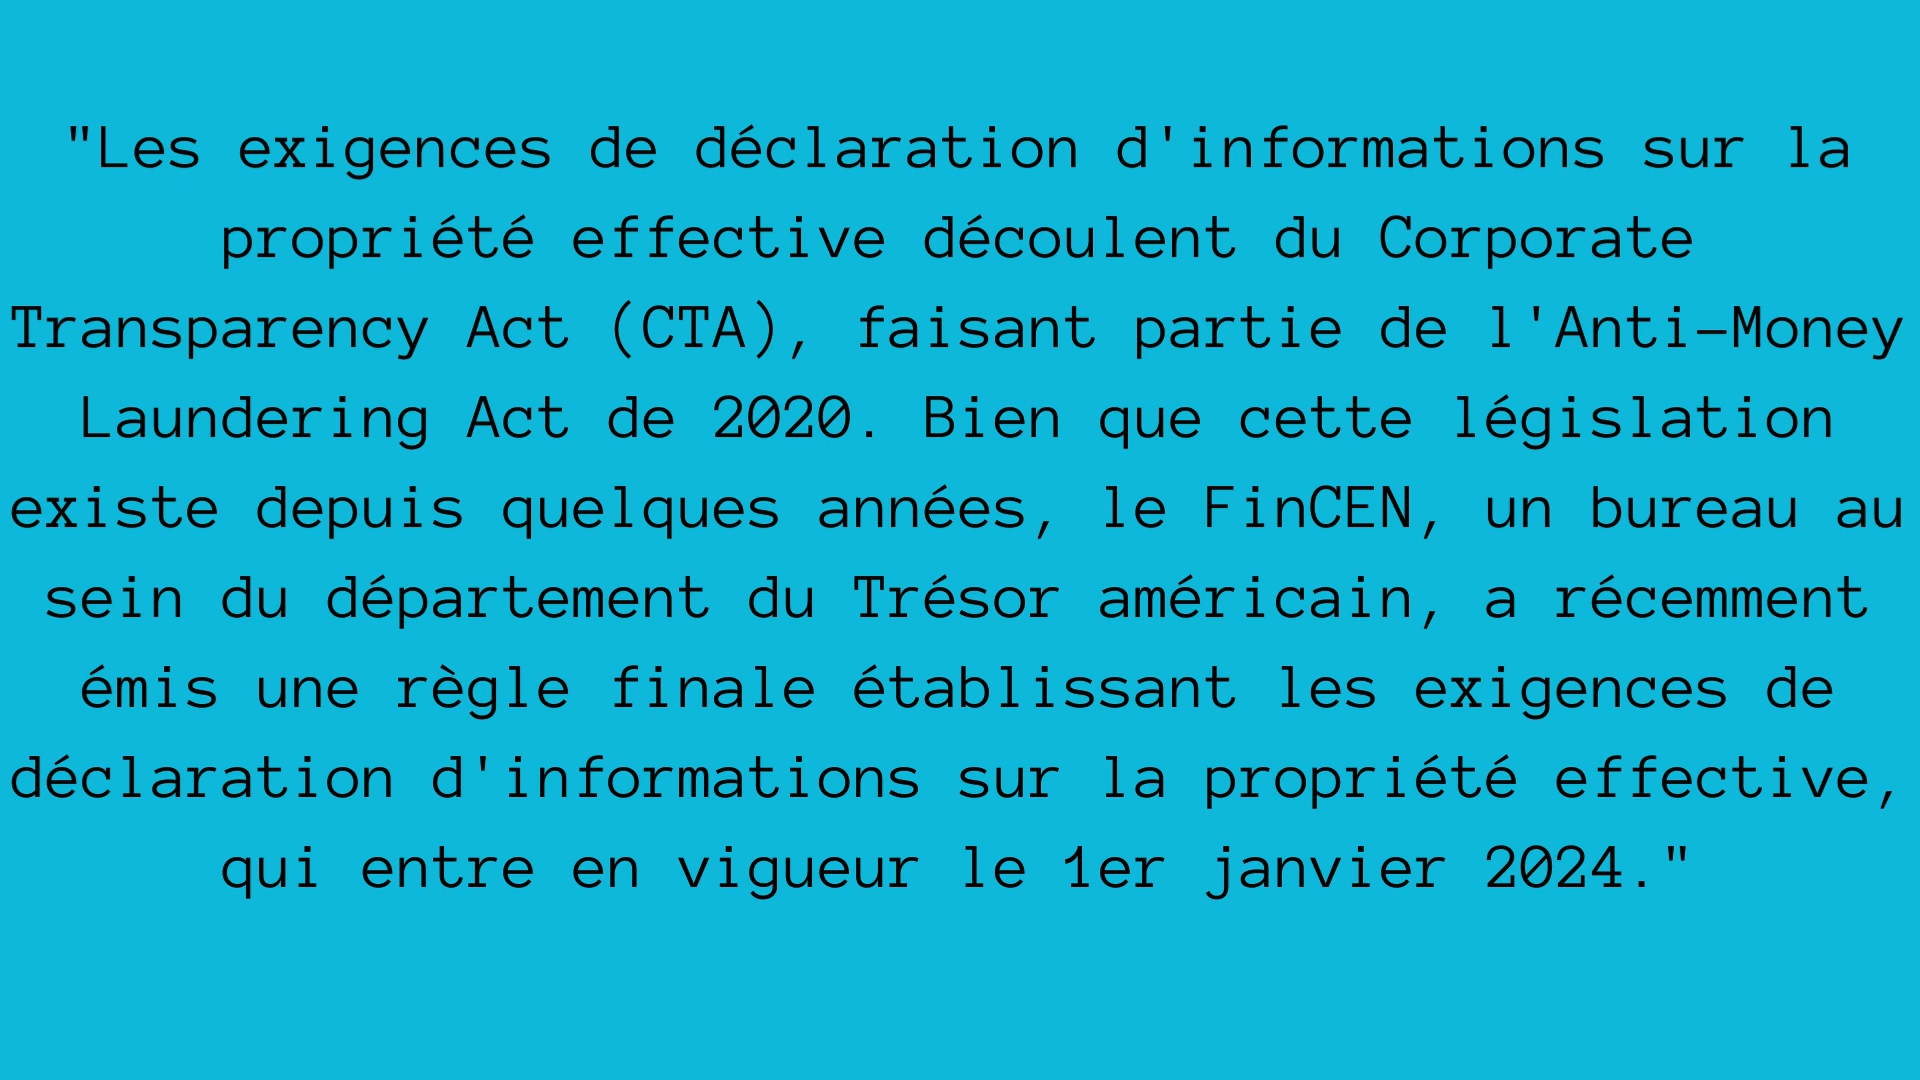 "Les exigences de déclaration d'informations sur la
propriété effective découlent du Corporate
Transparency Act (CTA), faisant partie de l'Anti-Money
Laundering Act de 2020. Bien que cette législation
existe depuis quelques années, le FinCEN, un bureau au
sein du département du Trésor américain, a récemment
émis une règle finale établissant les exigences de
déclaration d'informations sur la propriété effective,
qui entre en vigueur le 1er janvier 2024."